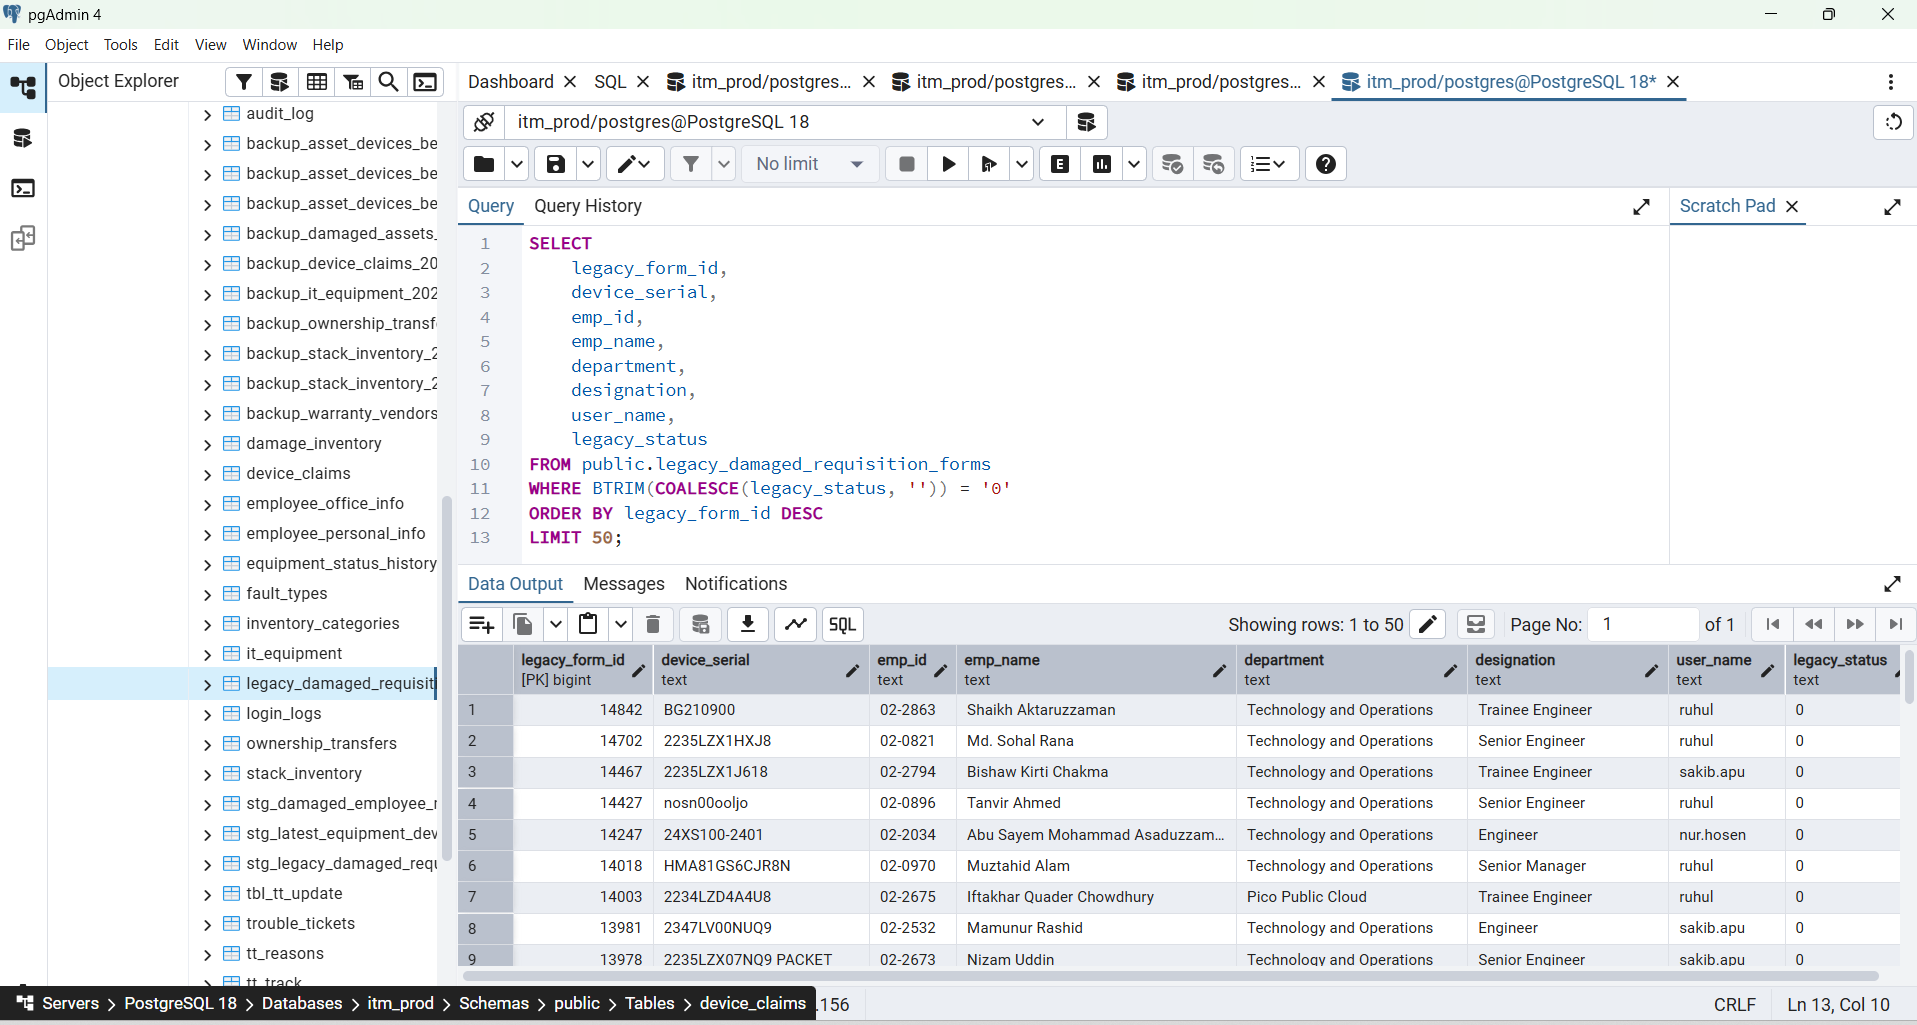 pgAdmin 4
File Object Tools Edit View Window Help
Object Explorer
audit_log
backup_asset_devices_be
backup_asset_devices_be
backup_asset_devices_be
backup_damaged_assets_
backup_device_claims_20
backup_it_equipment_202
backup_ownership_transf
backup_stack_inventory_2
backup_stack_inventory_2
backup_warranty_vendors
damage_inventory
device_claims
employee_office_info
employee_personal_info
equipment_status_history
fault_types
inventory_categories
it_equipment
legacy_damaged_requisiti
login_logs
ownership_transfers
stack_inventory
stg_damaged_employee_r
stg_latest_equipment_dev
stg_legacy_damaged_requ
tbl_tt_update
trouble_tickets
tt_reasons
tt_track
Dashboard SQL itm_prod/postgres... itm_prod/postgres... itm_prod/postgres... itm_prod/postgres@PostgreSQL 18*
itm_prod/postgres@PostgreSQL 18
No limit E
Query Query History Scratch Pad
1 SELECT
2 legacy_form_id,
3 device_serial,
4 emp_id,
5 emp_name,
6 department,
7 designation,
8 user_name,
9 legacy_status
10 FROM public.legacy_damaged_requisition_forms
11 WHERE BTRIM(COALESCE(legacy_status, '')) = '0'
12 ORDER BY legacy_form_id DESC
13 LIMIT 50;
Data Output Messages Notifications
SQL Showing rows: 1 to 50 Page No: 1 of 1
legacy_form_id device_serial emp_id emp_name department designation user_name legacy_status
[PK] bigint text text text text text text text
1 14842 BG210900 02-2863 Shaikh Aktaruzzaman Technology and Operations Trainee Engineer ruhul 0
2 14702 2235LZX1HXJ8 02-0821 Md. Sohal Rana Technology and Operations Senior Engineer ruhul 0
3 14467 2235LZX1J618 02-2794 Bishaw Kirti Chakma Technology and Operations Trainee Engineer sakib.apu 0
4 14427 nosn00ooljo 02-0896 Tanvir Ahmed Technology and Operations Senior Engineer ruhul 0
5 14247 24XS100-2401 02-2034 Abu Sayem Mohammad Asaduzzam... Technology and Operations Engineer nur.hosen 0
6 14018 HMA81GS6CJR8N 02-0970 Muztahid Alam Technology and Operations Senior Manager ruhul 0
7 14003 2234LZD4A4U8 02-2675 Iftakhar Quader Chowdhury Pico Public Cloud Trainee Engineer ruhul 0
8 13981 2347LV00NUQ9 02-2532 Mamunur Rashid Technology and Operations Engineer sakib.apu 0
9 13978 2235LZX07NQ9 PACKET 02-2673 Nizam Uddin Technology and Operations Senior Engineer sakib.apu 0
Servers > PostgreSQL 18 > Databases > itm_prod > Schemas > public > Tables > device_claims .156 CRLF Ln 13, Col 10